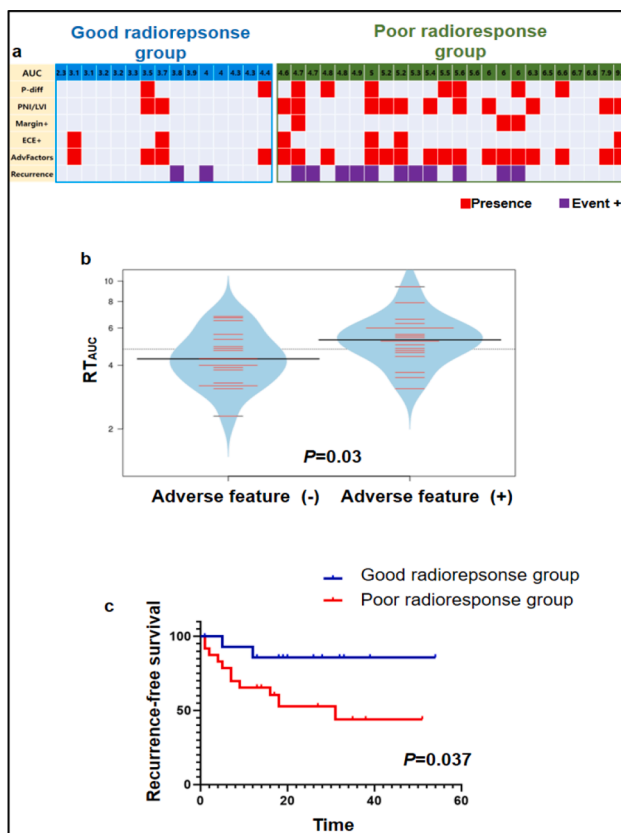 Good radiorepsonse group
Poor radioresponse group
a
AUC 2.3 3.1 3.1 3.2 3.2 3.3 3.5 3.7 3.8 3.9 4 4 4.3 4.3 4.4 4.6 4.7 4.7 4.8 4.8 4.9 5 5.2 5.2 5.3 5.4 5.5 5.6 5.6 6 6 6 6.3 6.5 6.6 6.7 6.8 7.9
P-diff
PNI/LVI
Margin+
ECE+
AdvFactors
Recurrence
Presence Event +
b
10
8
6
4
2
RTAUC
P=0.03
Adverse feature (-) Adverse feature (+)
Good radiorepsonse group
Poor radioresponse group
c
Recurrence-free survival
100
50
0
P=0.037
0 20 40 60
Time